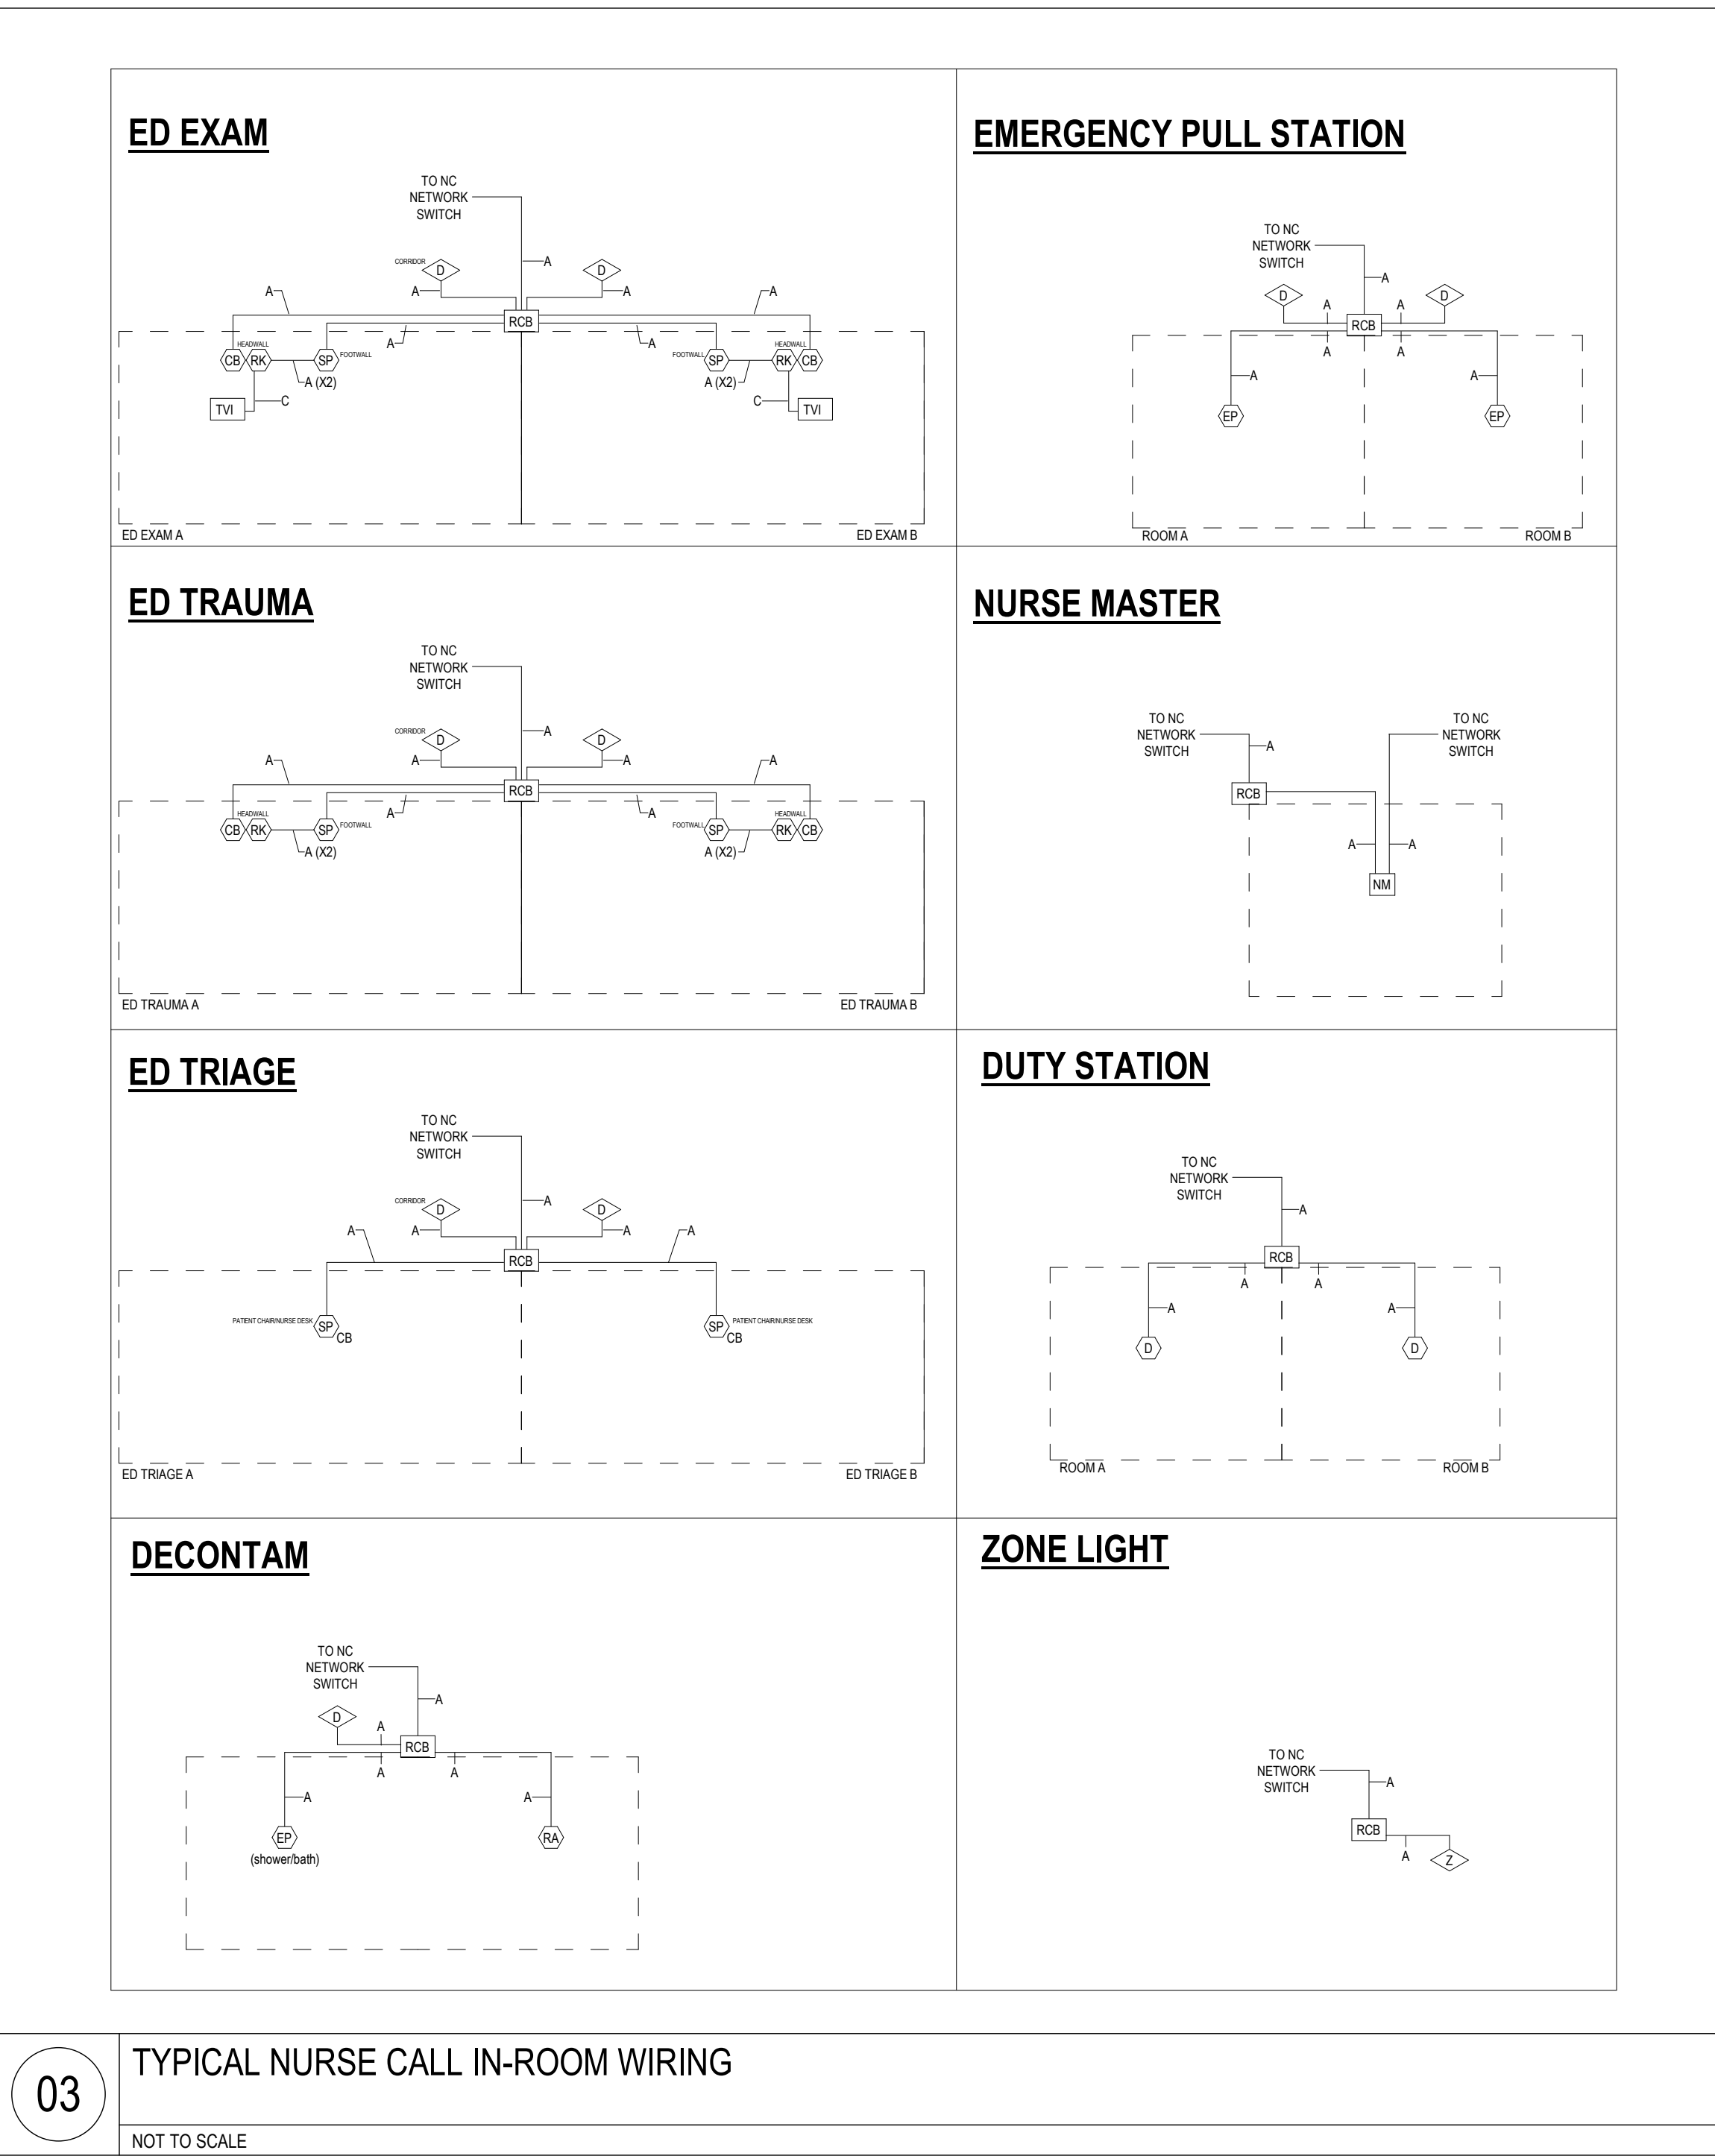 ED EXAM
TO NC
NETWORK
SWITCH
A
CORRIDOR
D
D
A
A
A
A
RCB
A
A
HEADWALL
CB
RK
SP
FOOTWALL
FOOTWALL
SP
HEADWALL
RK
CB
A (X2)
A (X2)
C
C
TVI
TVI
ED EXAM A
ED EXAM B
EMERGENCY PULL STATION
TO NC
NETWORK
SWITCH
A
D
D
A
A
RCB
A
A
A
A
EP
EP
ROOM A
ROOM B
ED TRAUMA
TO NC
NETWORK
SWITCH
A
CORRIDOR
D
D
A
A
A
A
RCB
A
A
HEADWALL
CB
RK
SP
FOOTWALL
FOOTWALL
SP
HEADWALL
RK
CB
A (X2)
A (X2)
ED TRAUMA A
ED TRAUMA B
NURSE MASTER
TO NC
NETWORK
SWITCH
TO NC
NETWORK
SWITCH
A
RCB
A
A
NM
ED TRIAGE
TO NC
NETWORK
SWITCH
A
CORRIDOR
D
D
A
A
A
A
RCB
PATIENT CHAIR/NURSE DESK
SP
CB
SP
PATIENT CHAIR/NURSE DESK
CB
ED TRIAGE A
ED TRIAGE B
DUTY STATION
TO NC
NETWORK
SWITCH
A
RCB
A
A
A
A
D
D
ROOM A
ROOM B
DECONTAM
TO NC
NETWORK
SWITCH
A
D
A
RCB
A
A
A
A
EP
(shower/bath)
RA
ZONE LIGHT
TO NC
NETWORK
SWITCH
A
RCB
A
Z
03
TYPICAL NURSE CALL IN-ROOM WIRING
NOT TO SCALE